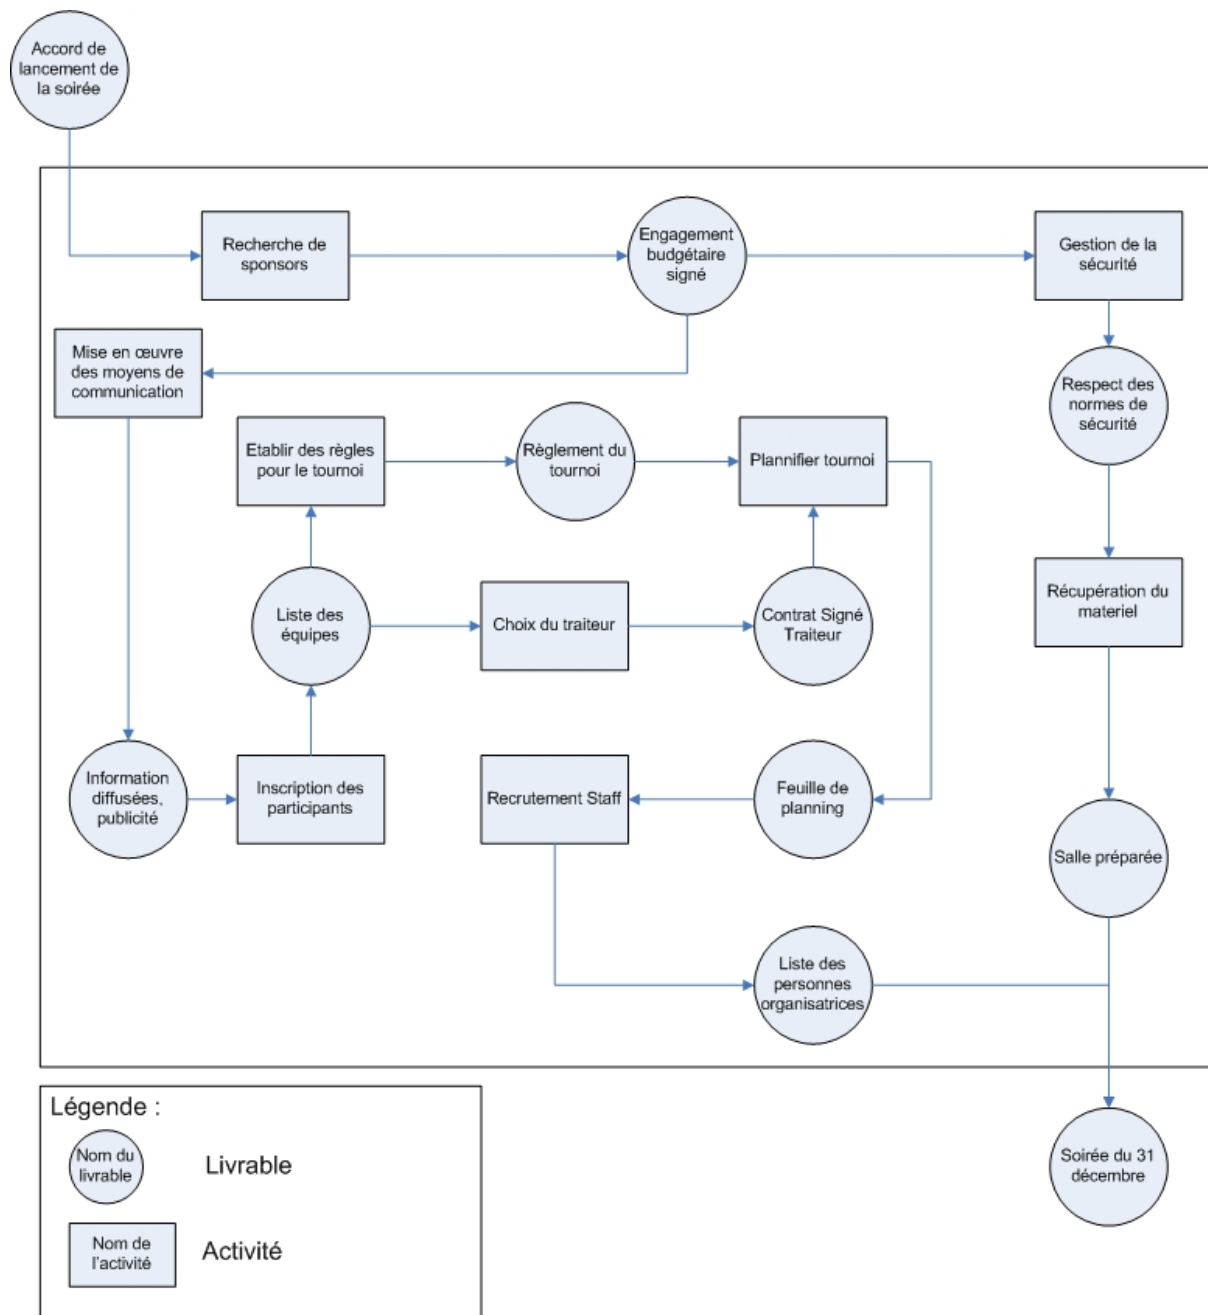 Accord de
lancement de
la soirée
Recherche de
sponsors
Engagement
budgétaire
signé
Gestion de la
sécurité
Mise en œuvre
des moyens de
communication
Respect des
normes de
sécurité
Etablir des règles
pour le tournoi
Règlement du
tournoi
Plannifier tournoi
Récupération du
materiel
Liste des
équipes
Choix du traiteur
Contrat Signé
Traiteur
Information
diffusées,
publicité
Inscription des
participants
Recrutement Staff
Feuille de
planning
Salle préparée
Liste des
personnes
organisatrices
Légende :
Nom du
livrable
Livrable
Nom de
l'activité
Activité
Soirée du 31
décembre